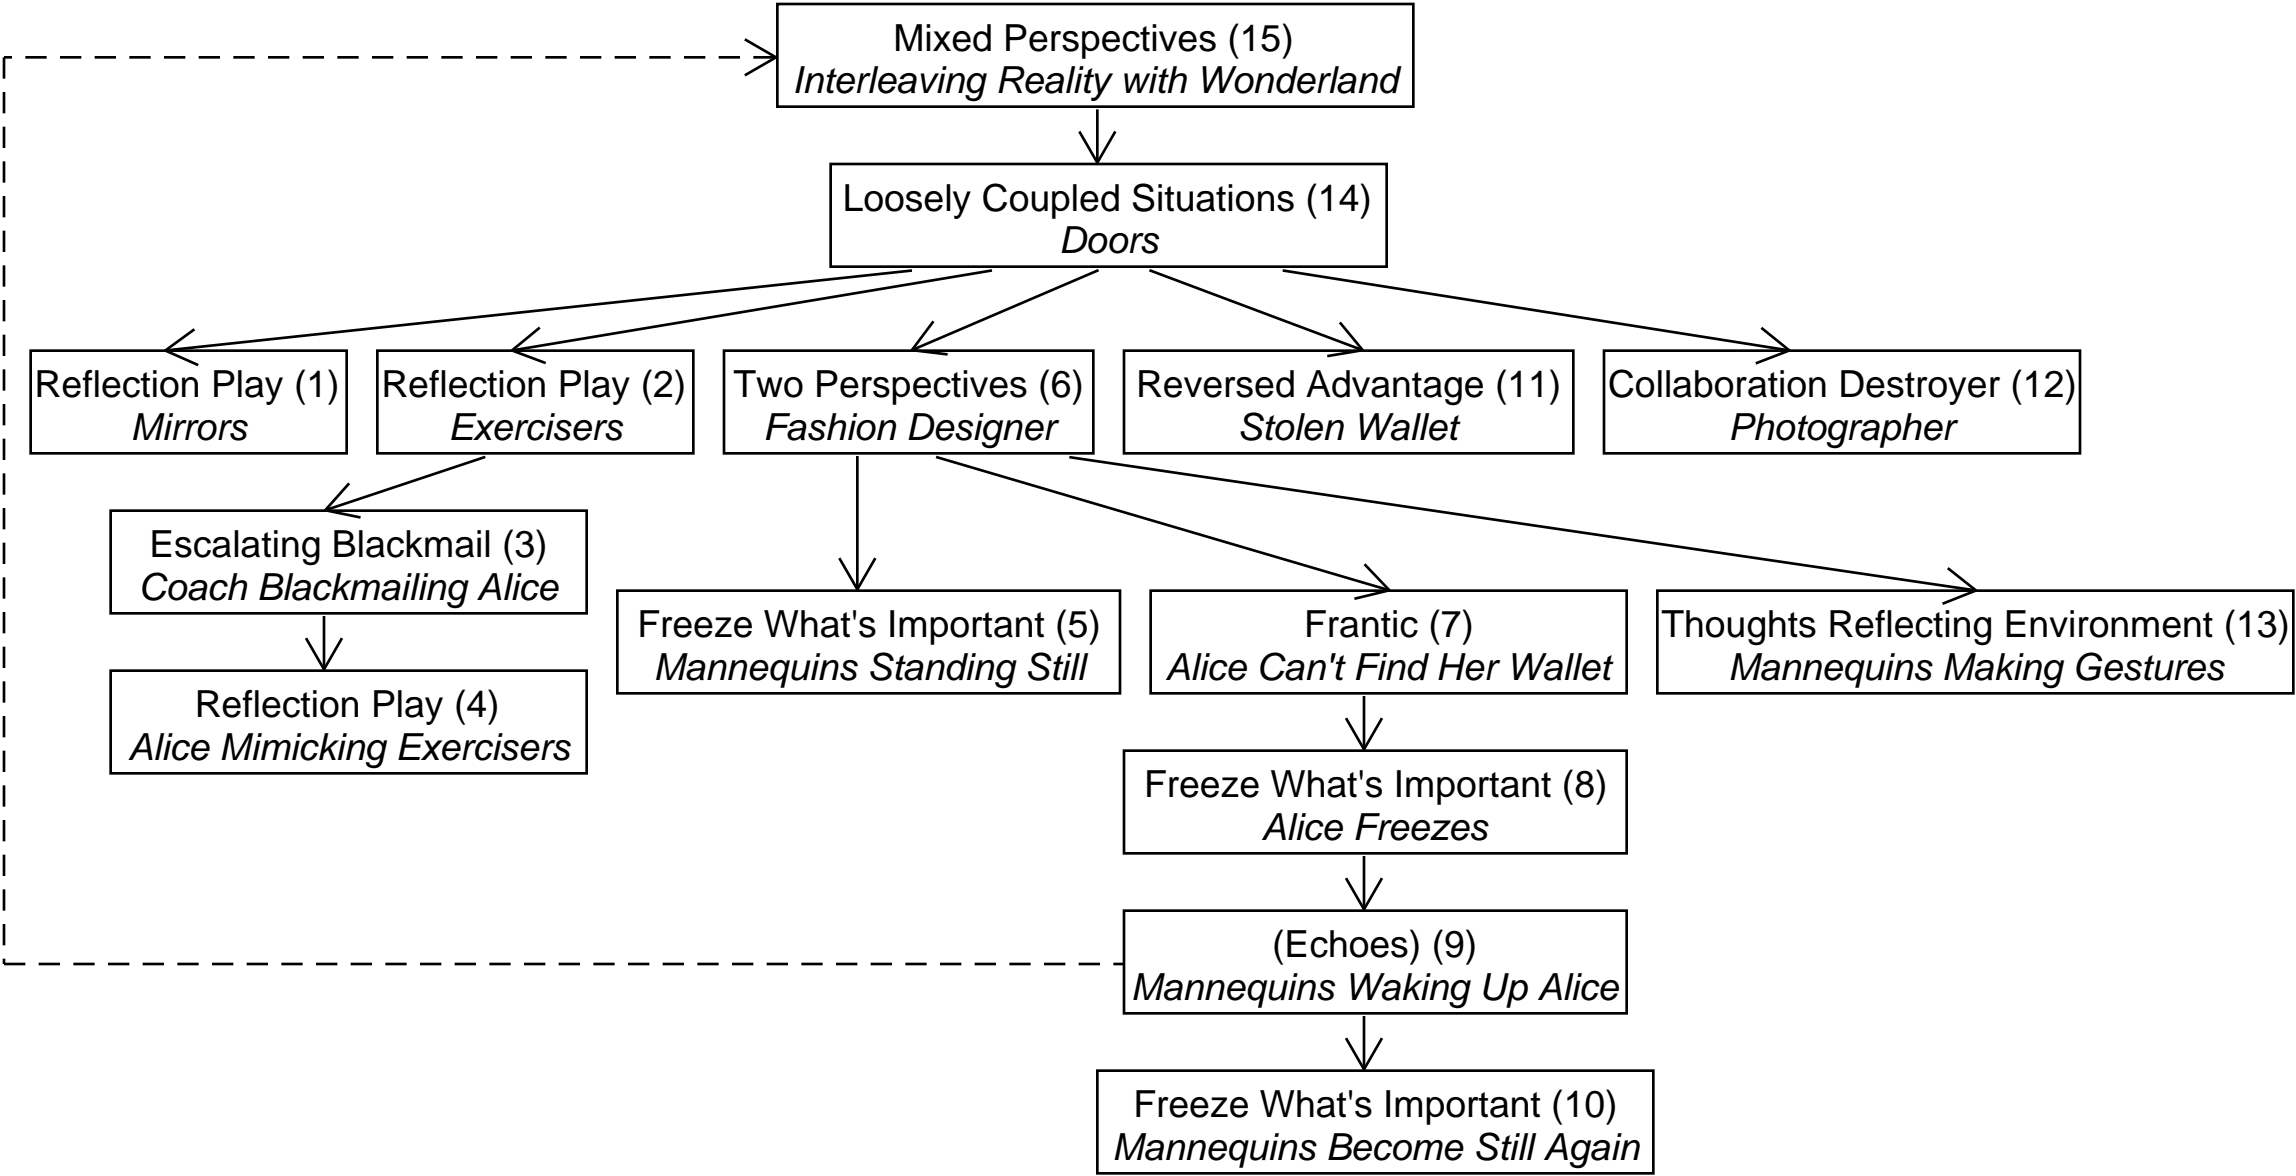 Mixed Perspectives (15)
Interleaving Reality with Wonderland
Loosely Coupled Situations (14)
Doors
Reflection Play (1)
Mirrors
Reflection Play (2)
Exercisers
Two Perspectives (6)
Fashion Designer
Reversed Advantage (11)
Stolen Wallet
Collaboration Destroyer (12)
Photographer
Escalating Blackmail (3)
Coach Blackmailing Alice
Freeze What's Important (5)
Mannequins Standing Still
Frantic (7)
Alice Can't Find Her Wallet
Thoughts Reflecting Environment (13)
Mannequins Making Gestures
Reflection Play (4)
Alice Mimicking Exercisers
Freeze What's Important (8)
Alice Freezes
(Echoes) (9)
Mannequins Waking Up Alice
Freeze What's Important (10)
Mannequins Become Still Again